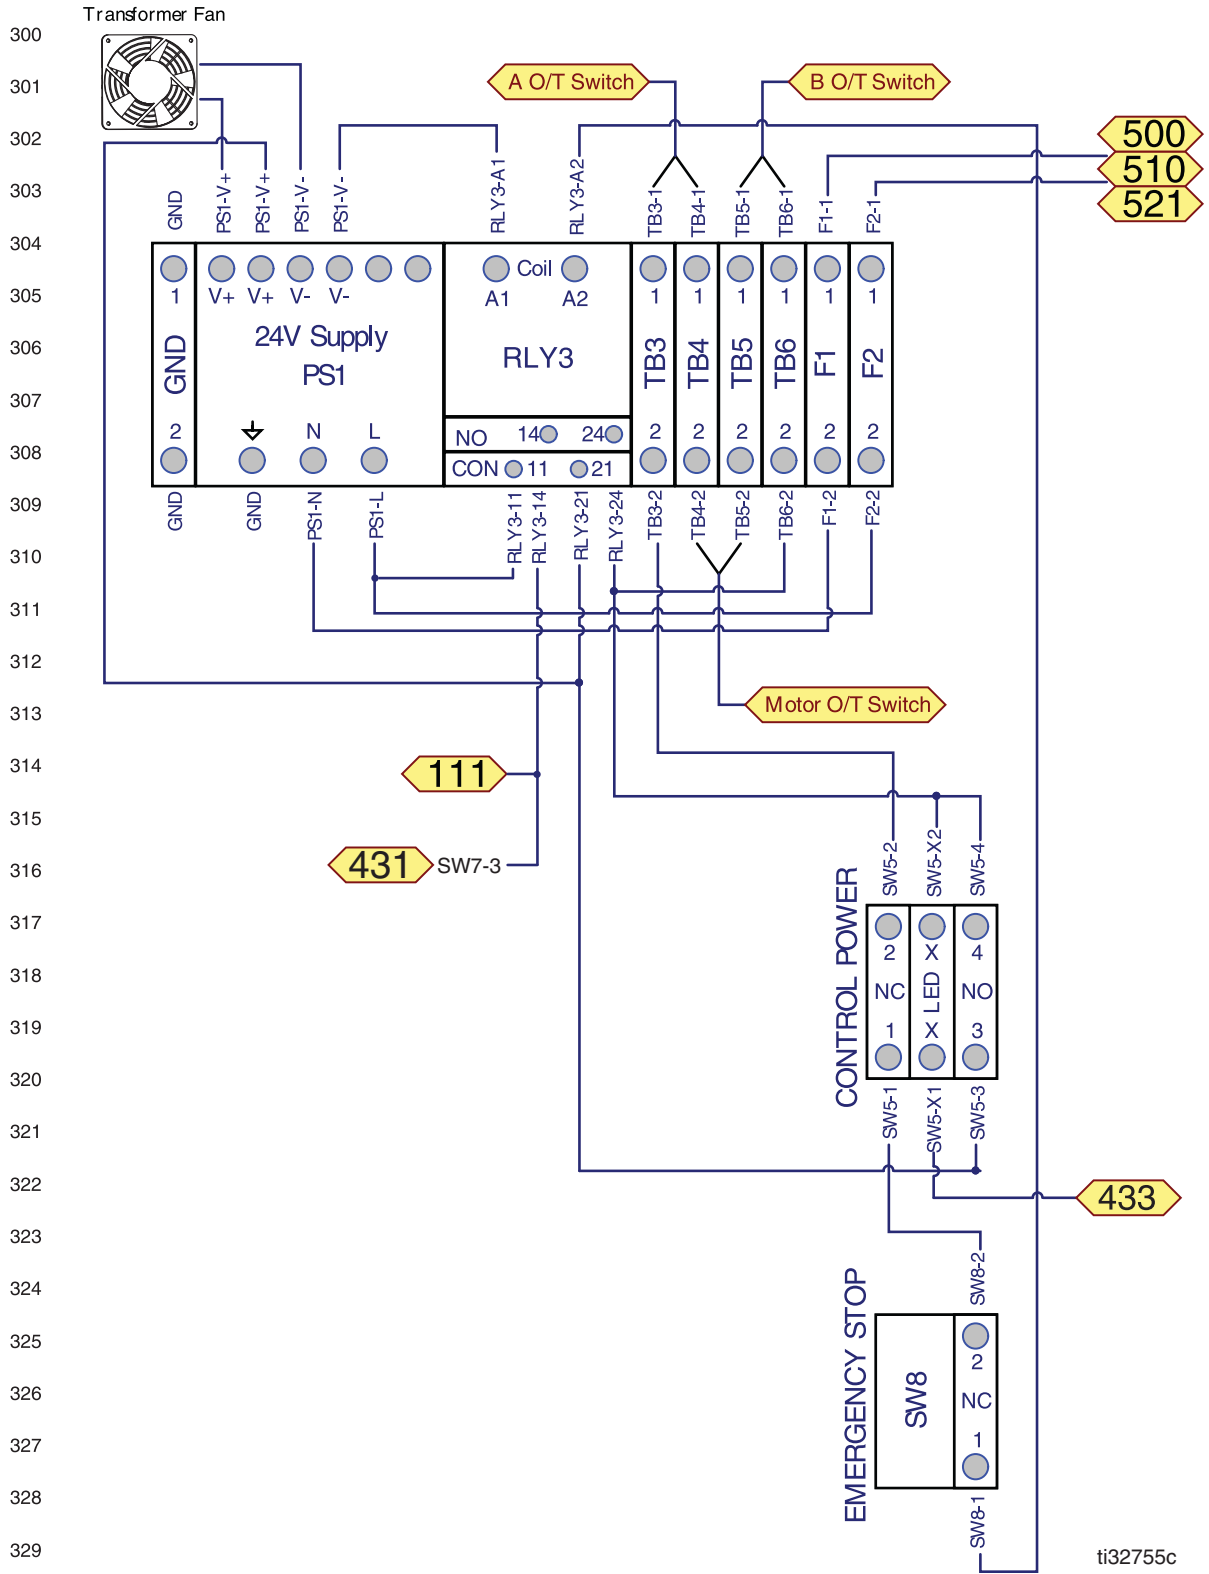 Transformer Fan
300
301
302
303
304
305
306
307
308
309
310
311
312
313
314
315
316
317
318
319
320
321
322
323
324
325
326
327
328
329
A O/T Switch
B O/T Switch
500
510
521
GND
PS1-V+
PS1-V+
PS1-V-
PS1-V-
RLY3-A1
RLY3-A2
TB3-1
TB4-1
TB5-1
TB6-1
F1-1
F2-1
1
V+
V+
V-
V-
A1
Coil
A2
1
1
1
1
1
1
GND
24V Supply
PS1
RLY3
TB3
TB4
TB5
TB6
F1
F2
2
N
L
NO
14
24
CON
11
21
2
2
2
2
2
2
GND
GND
PS1-N
PS1-L
RLY3-11
RLY3-14
RLY3-21
RLY3-24
TB3-2
TB4-2
TB5-2
TB6-2
F1-2
F2-2
Motor O/T Switch
111
431
SW7-3
CONTROL POWER
SW5-2
SW5-X2
SW5-4
2
X
4
NC
LED
NO
1
X
3
SW5-1
SW5-X1
SW5-3
433
EMERGENCY STOP
SW8-2
SW8
2
NC
1
SW8-1
ti32755c